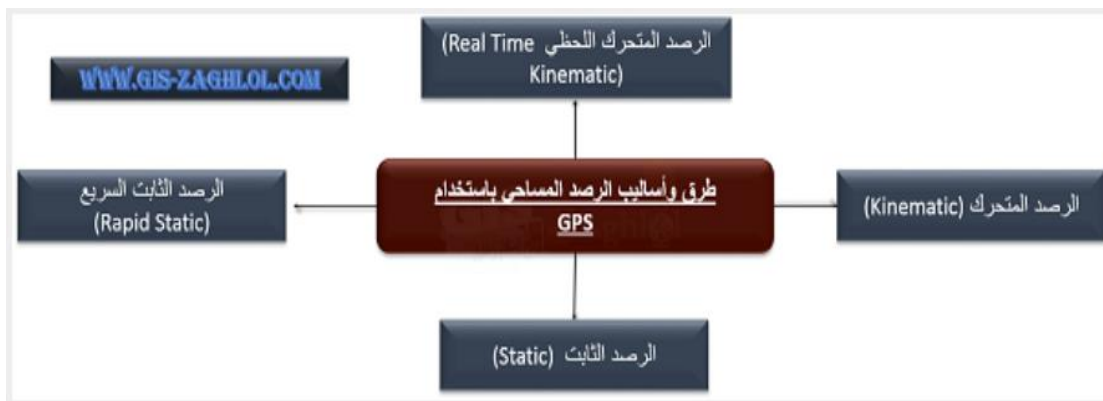 الرصد المتحرك اللحظي (Real Time
Kinematic)
WWW.GIS-ZAGHLOL.COM
طرق وأساليب الرصد المساحي باستخدام
GPS
الرصد المتحرك (Kinematic)
الرصد الثابت السريع
(Rapid Static)
الرصد الثابت (Static)